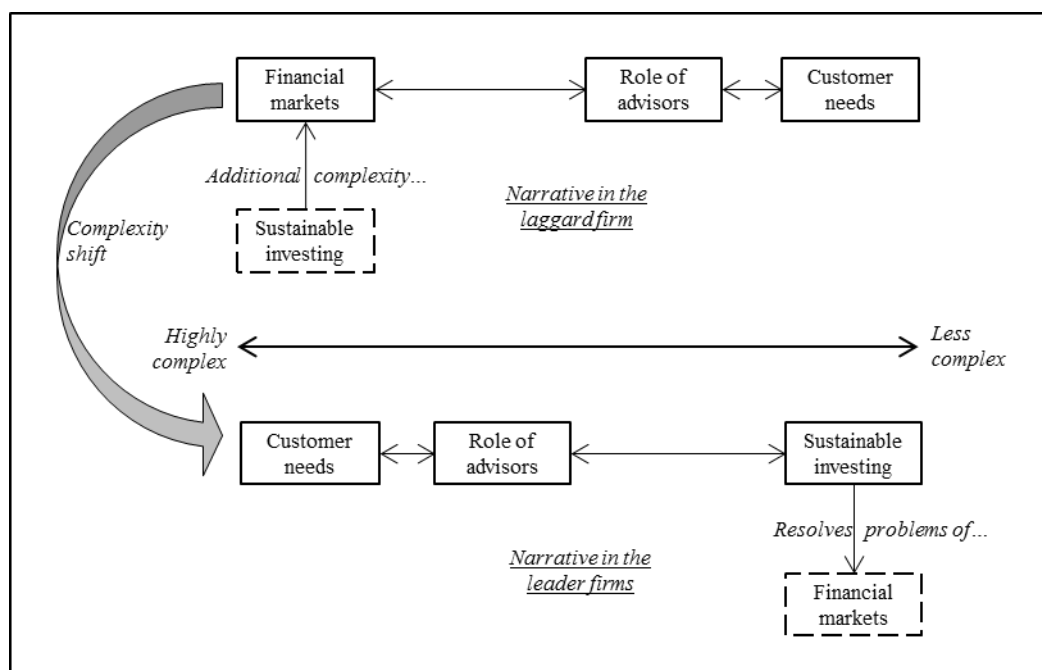 Financial
markets
Role of
advisors
Customer
needs
Additional complexity…
Narrative in the
laggard firm
Sustainable
investing
Complexity
shift
Highly
complex
Less
complex
Customer
needs
Role of
advisors
Sustainable
investing
Resolves problems of…
Narrative in the
leader firms
Financial
markets